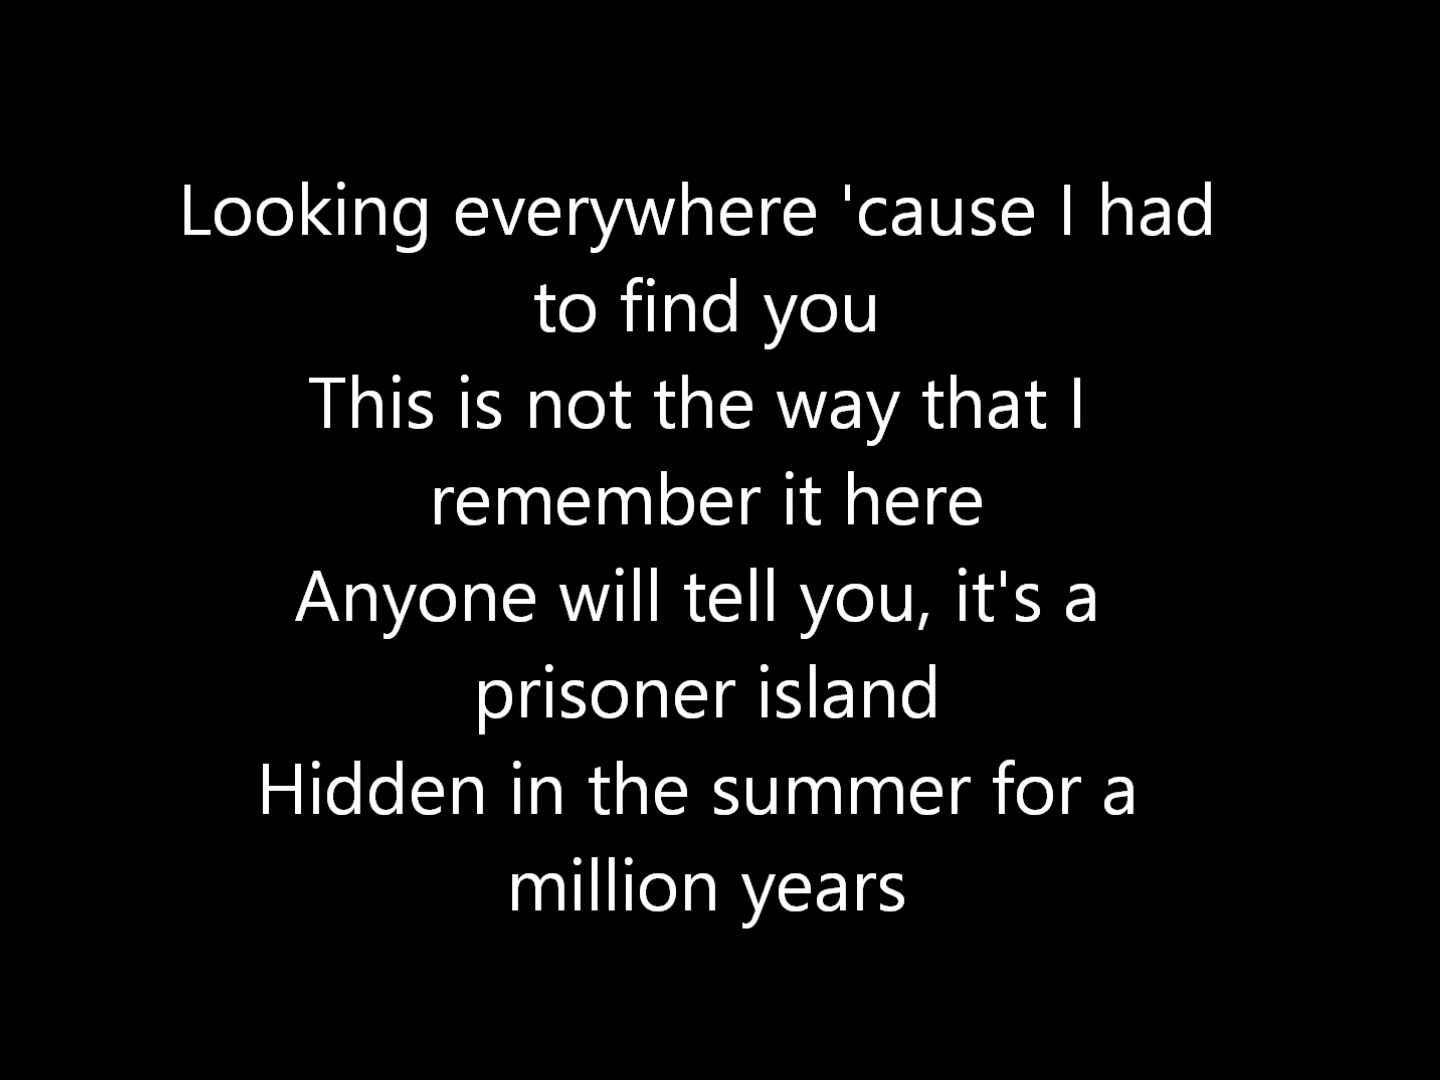 Looking everywhere 'cause I had
to find you
This is not the way that I
remember it here
Anyone will tell you, it's a
prisoner island
Hidden in the summer for a
million years